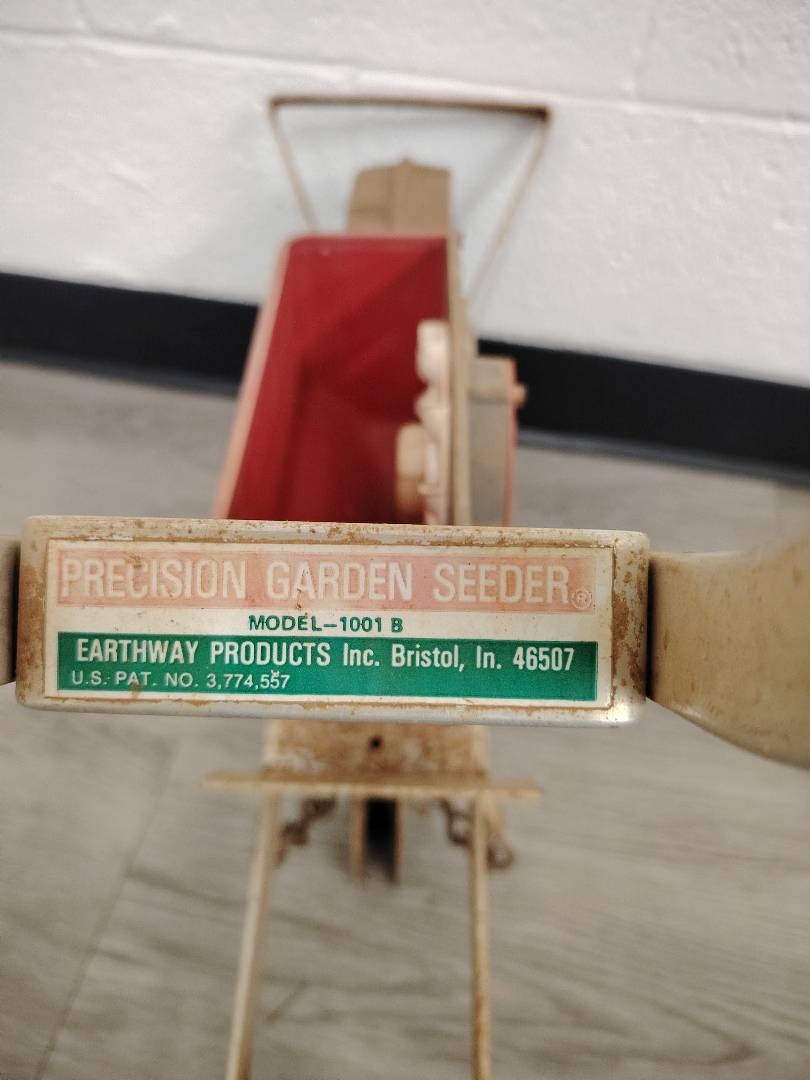 PRECISION GARDEN SEEDER®
MODEL-1001 B
EARTHWAY PRODUCTS Inc. Bristol, In. 46507
U.S. PAT. NO. 3,774,557